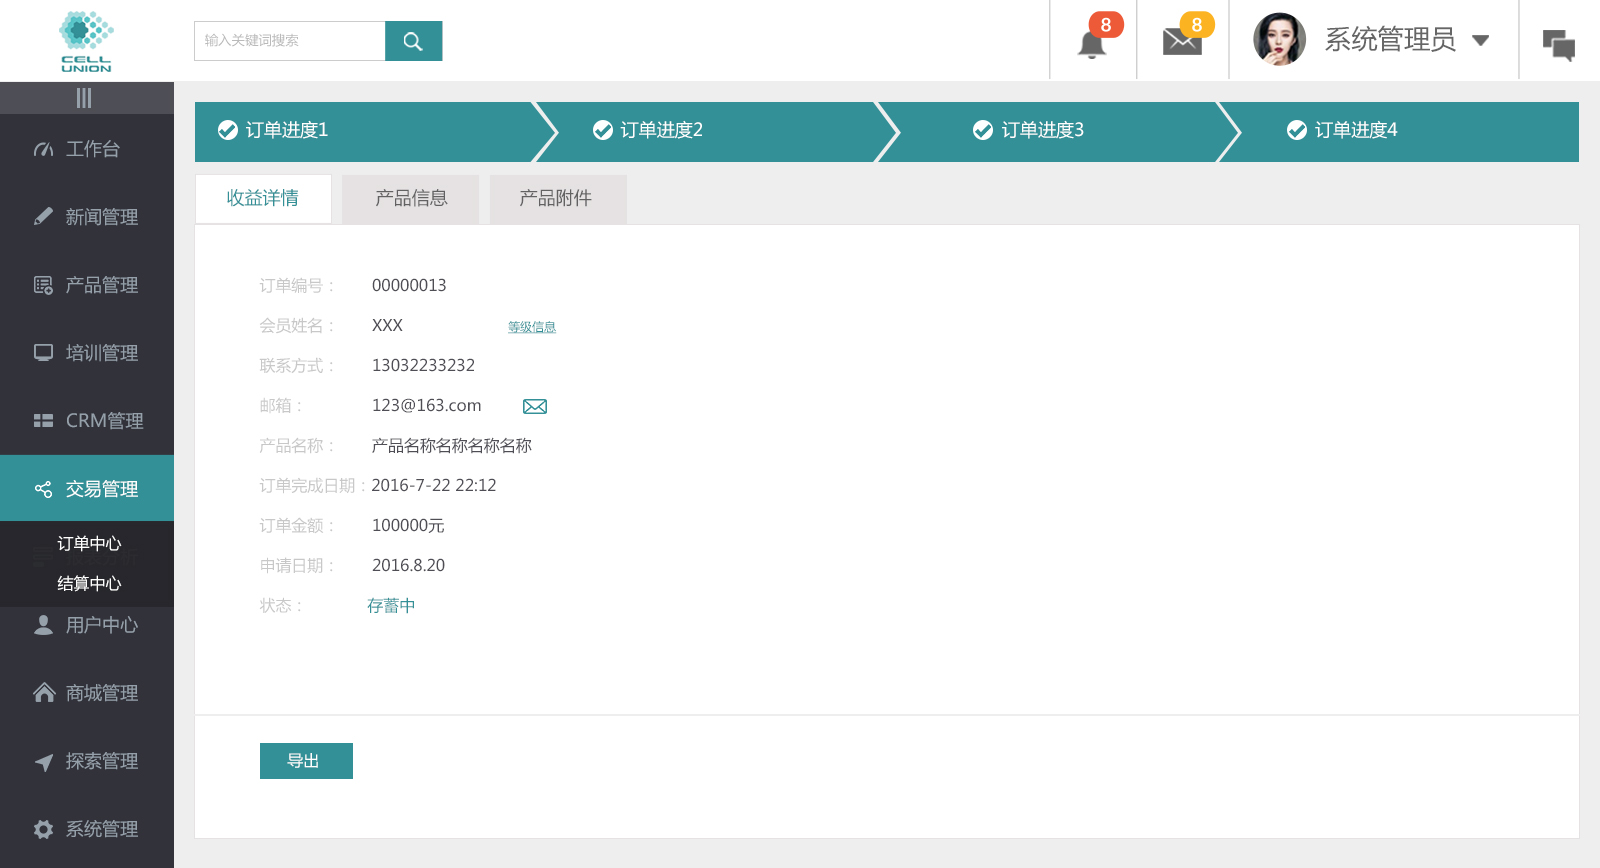 CELL
UNION
输入关键词搜索
8
8
系统管理员
工作台
新闻管理
产品管理
培训管理
CRM管理
交易管理
订单中心
结算中心
用户中心
商城管理
探索管理
系统管理
订单进度1
订单进度2
订单进度3
订单进度4
收益详情
产品信息
产品附件
订单编号： 00000013
会员姓名： XXX 等级信息
联系方式： 13032233232
邮箱： 123@163.com
产品名称： 产品名称名称名称名称
订单完成日期：2016-7-22 22:12
订单金额： 100000元
申请日期： 2016.8.20
状态： 存蓄中
导出